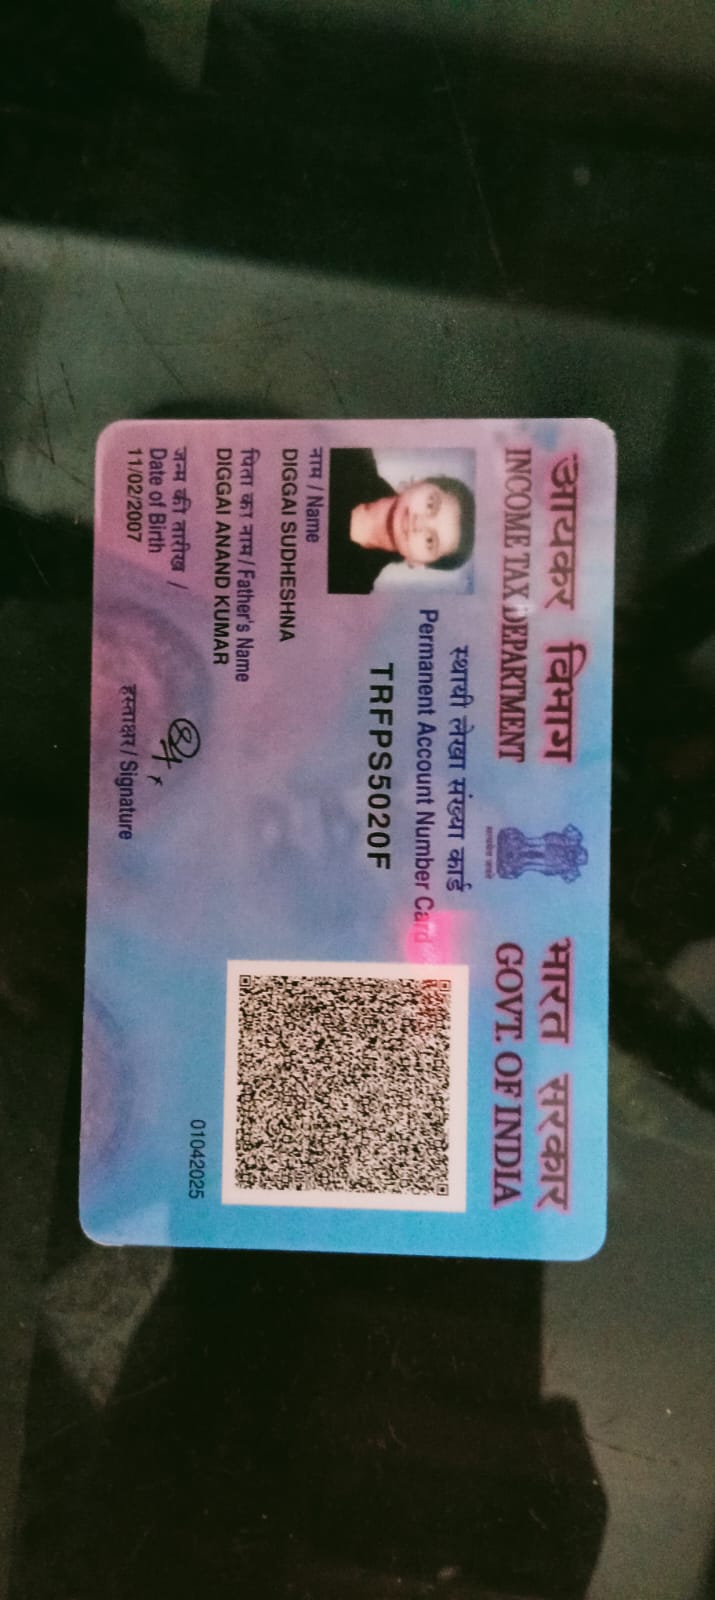 आयकर विभाग
INCOME TAX DEPARTMENT
सत्यमेव जयते
भारत सरकार
GOVT. OF INDIA
स्थायी लेखा संख्या कार्ड
Permanent Account Number Card
TRFPS5020F
नाम / Name
DIGGAI SUDHESHNA
पिता का नाम / Father's Name
DIGGAI ANAND KUMAR
जन्म की तारीख /
Date of Birth
11/02/2007
हस्ताक्षर / Signature
01042025